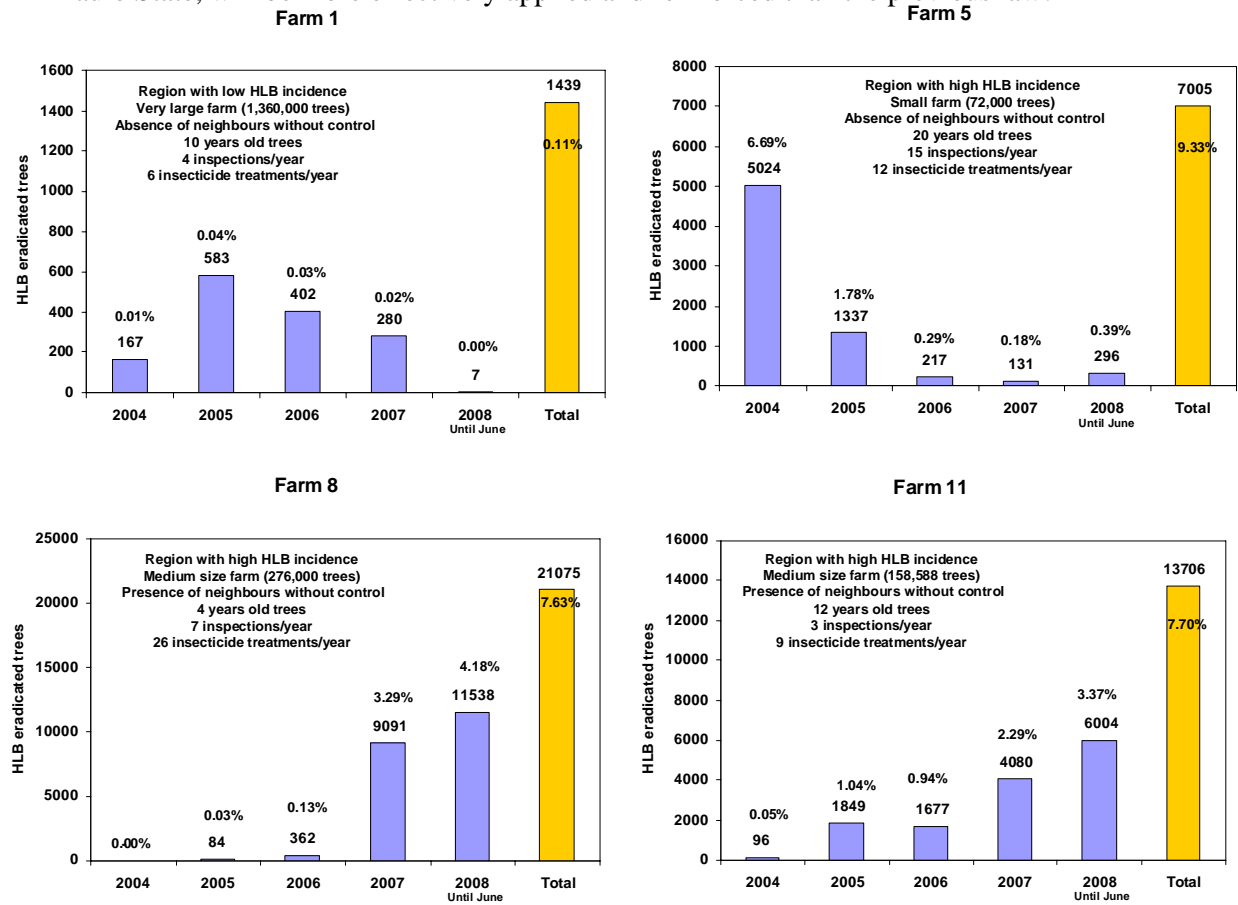 Paulo State, will be more effectively applied and enforced than the previous law.
Farm 1
HLB eradicated trees
1600
1400
1200
1000
800
600
400
200
0
Region with low HLB incidence
Very large farm (1,360,000 trees)
Absence of neighbours without control
10 years old trees
4 inspections/year
6 insecticide treatments/year
0.01%
167
0.04%
583
0.03%
402
0.02%
280
0.00%
7
1439
0.11%
2004 2005 2006 2007 2008 Total
Until June
Farm 5
HLB eradicated trees
8000
7000
6000
5000
4000
3000
2000
1000
0
Region with high HLB incidence
Small farm (72,000 trees)
Absence of neighbours without control
20 years old trees
15 inspections/year
12 insecticide treatments/year
6.69%
5024
1.78%
1337
0.29%
217
0.18%
131
0.39%
296
7005
9.33%
2004 2005 2006 2007 2008 Total
Until June
Farm 8
HLB eradicated trees
25000
20000
15000
10000
5000
0
Region with high HLB incidence
Medium size farm (276,000 trees)
Presence of neighbours without control
4 years old trees
7 inspections/year
26 insecticide treatments/year
0.00%
0.03%
84
0.13%
362
3.29%
9091
4.18%
11538
21075
7.63%
2004 2005 2006 2007 2008 Total
Until June
Farm 11
HLB eradicated trees
16000
14000
12000
10000
8000
6000
4000
2000
0
Region with high HLB incidence
Medium size farm (158,588 trees)
Presence of neighbours without control
12 years old trees
3 inspections/year
9 insecticide treatments/year
0.05%
96
1.04%
1849
0.94%
1677
2.29%
4080
3.37%
6004
13706
7.70%
2004 2005 2006 2007 2008 Total
Until June